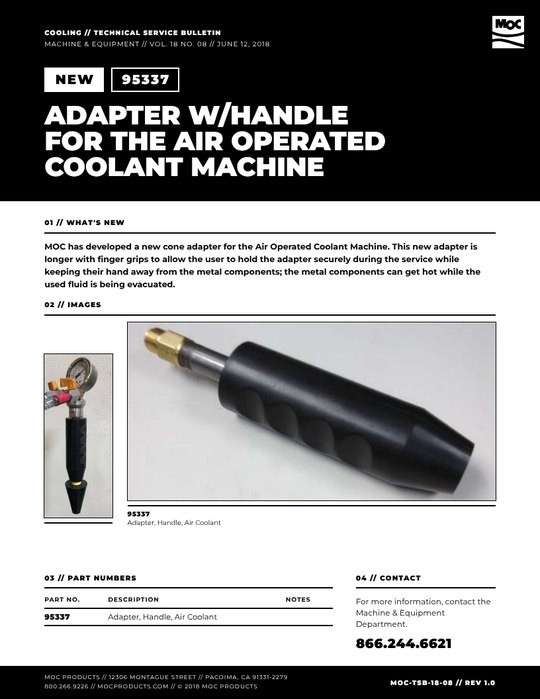 COOLING // TECHNICAL SERVICE BULLETIN
MACHINE & EQUIPMENT // VOL. 18 NO. 08 // JUNE 12, 2018
MOC
NEW
95337
ADAPTER W/HANDLE
FOR THE AIR OPERATED
COOLANT MACHINE
01 // WHAT'S NEW
MOC has developed a new cone adapter for the Air Operated Coolant Machine. This new adapter is
longer with finger grips to allow the user to hold the adapter securely during the service while
keeping their hand away from the metal components; the metal components can get hot while the
used fluid is being evacuated.
02 // IMAGES
95337
Adapter, Handle, Air Coolant
03 // PART NUMBERS
PART NO. DESCRIPTION NOTES
95337 Adapter, Handle, Air Coolant
04 // CONTACT
For more information, contact the
Machine & Equipment
Department.
866.244.6621
MOC PRODUCTS // 12306 MONTAGUE STREET // PACOIMA, CA 91331-2279
800.266.9226 // MOCPRODUCTS.COM // © 2018 MOC PRODUCTS
MOC-TSB-18-08 // REV 1.0